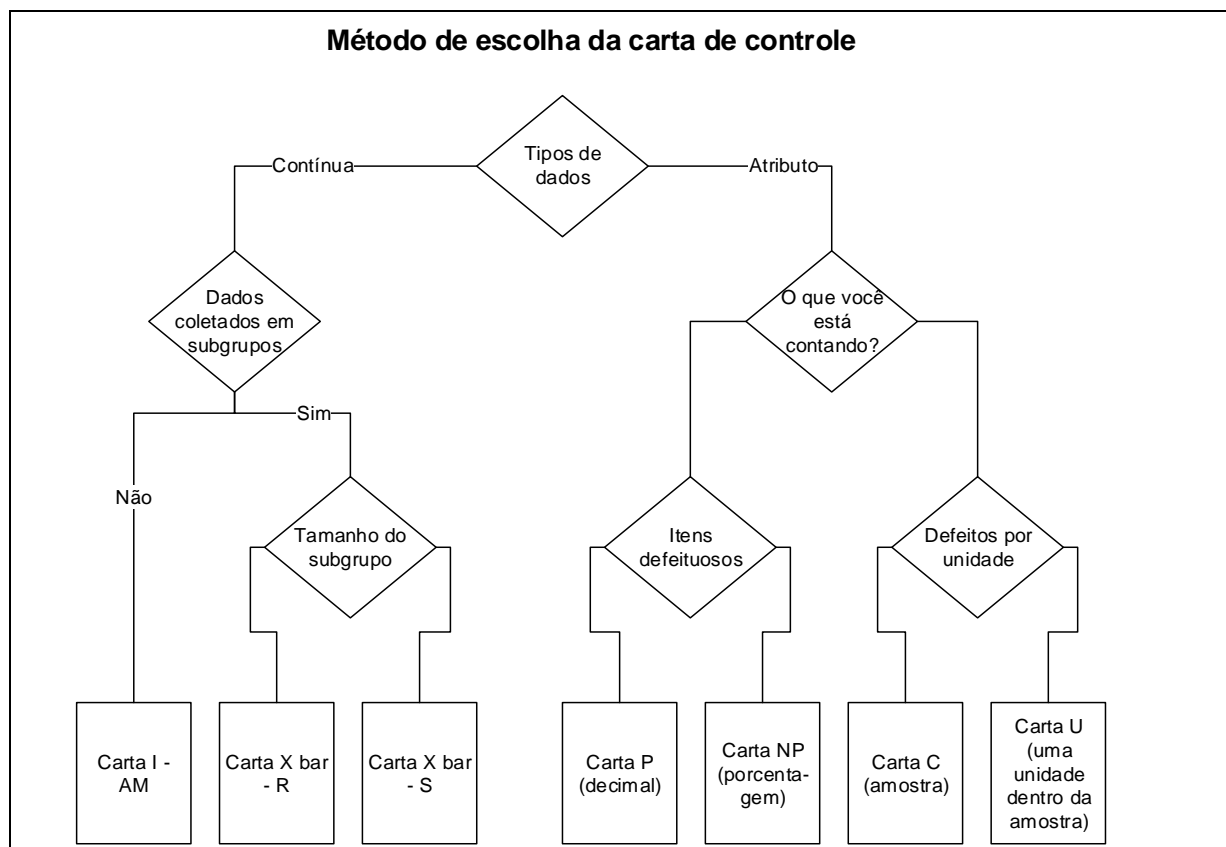 Método de escolha da carta de controle
Tipos de
dados
Contínua
Atributo
Dados
coletados em
subgrupos
O que você
está
contando?
Sim
Não
Tamanho do
subgrupo
Itens
defeituosos
Defeitos por
unidade
Carta I -
AM
Carta X bar
- R
Carta X bar
- S
Carta P
(decimal)
Carta NP
(porcenta-
gem)
Carta C
(amostra)
Carta U
(uma
unidade
dentro da
amostra)